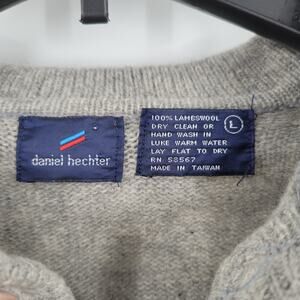 daniel hechter
100% LAMBSWOOL
DRY CLEAN OR
HAND WASH IN
LUKE WARM WATER
LAY FLAT TO DRY
RN 58567
MADE IN TAIWAN
L